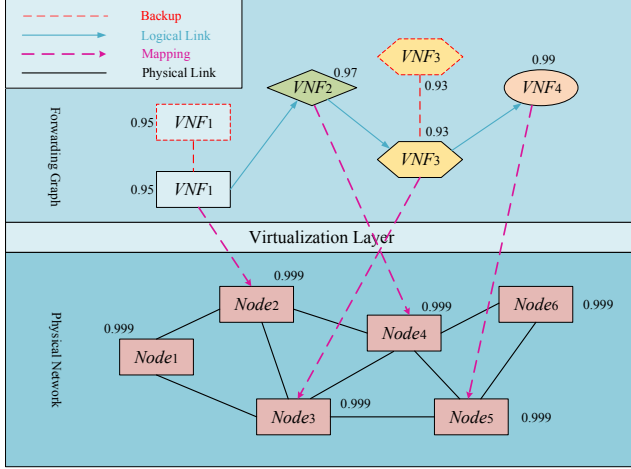 Backup
Logical Link
Mapping
Physical Link
Forwarding Graph
0.95
VNF1
0.95
VNF1
0.97
VNF2
VNF3
0.93
0.93
VNF3
0.99
VNF4
Virtualization Layer
Physical Network
0.999
Node1
0.999
Node2
Node3
0.999
0.999
Node4
Node5
0.999
Node6
0.999